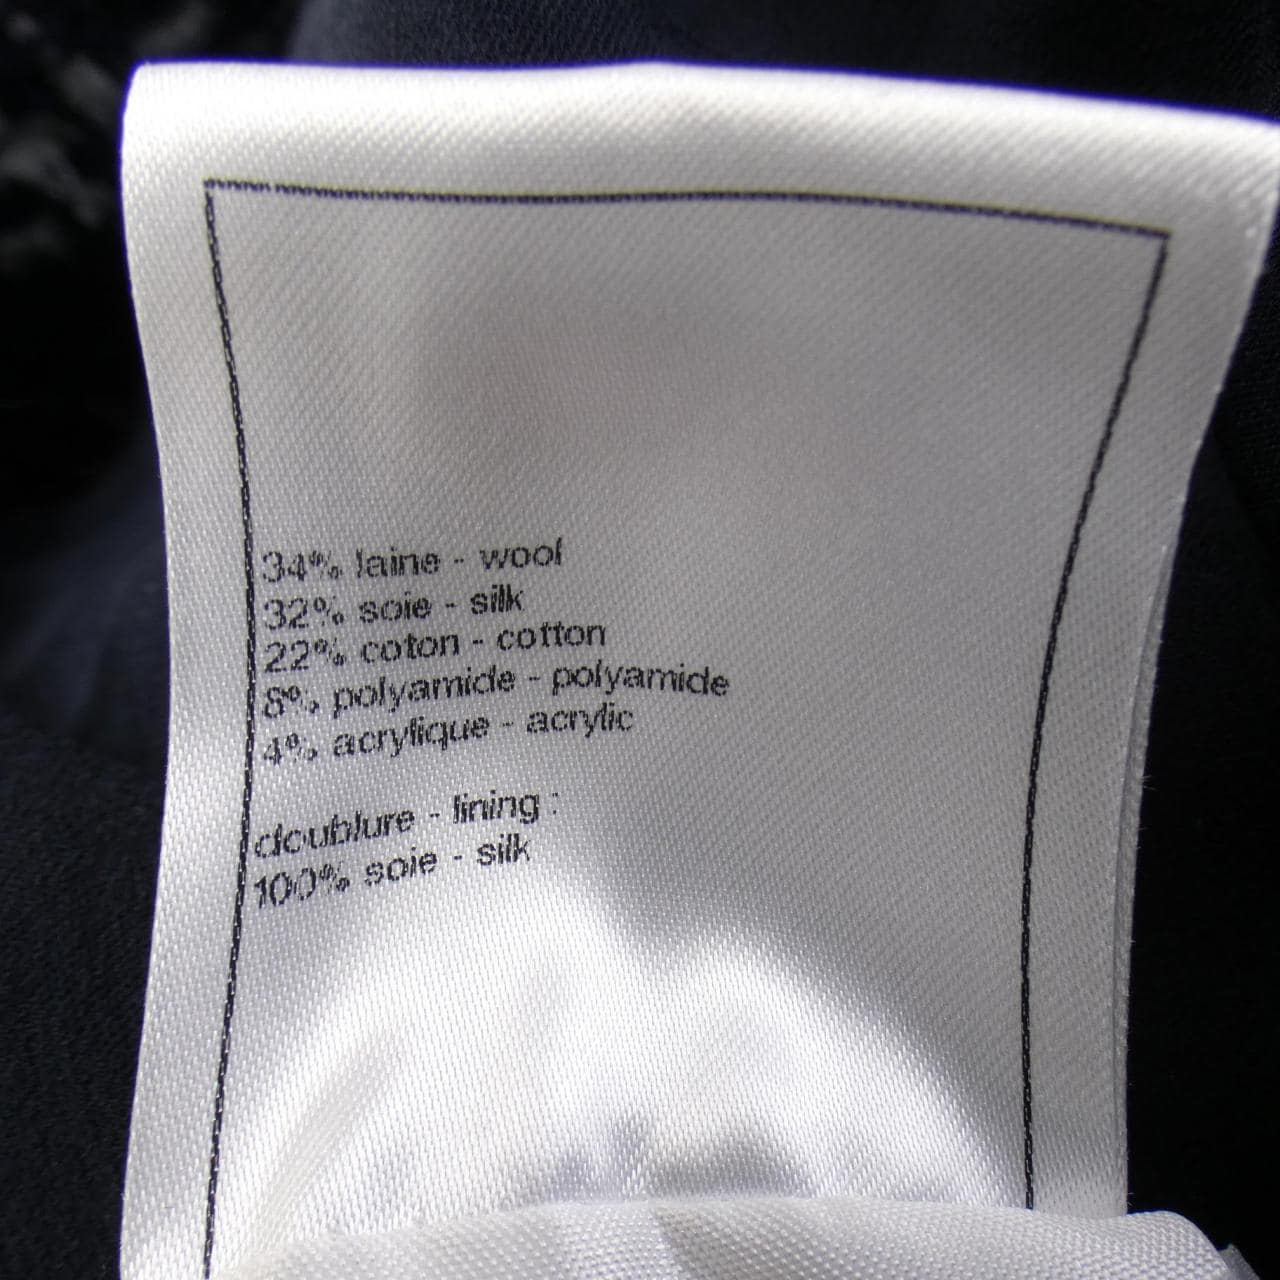 34% laine - wool
32% soie - silk
22% coton - cotton
8% polyamide - polyamide
4% acrylique - acrylic
doublure - lining :
100% soie - silk